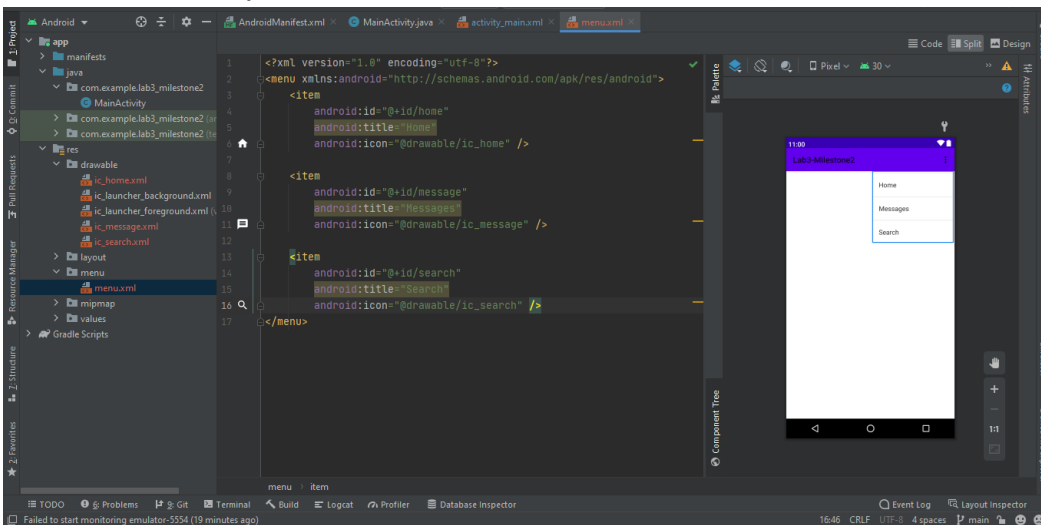 Android
AndroidManifest.xml
MainActivity.java
activity_main.xml
menu.xml
1: Project
Commit
Pull Requests
Resource Manager
Z: Structure
2: Favorites
app
manifests
java
com.example.lab3_milestone2
MainActivity
com.example.lab3_milestone2
com.example.lab3_milestone2
res
drawable
ic_home.xml
ic_launcher_background.xml
ic_launcher_foreground.xml
ic_message.xml
ic_search.xml
layout
menu
menu.xml
mipmap
values
Gradle Scripts
Code Split Design
1 <?xml version="1.0" encoding="utf-8"?>
2 <menu xmlns:android="http://schemas.android.com/apk/res/android">
3 <item
4 android:id="@+id/home"
5 android:title="Home"
6 android:icon="@drawable/ic_home" />
7
8 <item
9 android:id="@+id/message"
10 android:title="Messages"
11 android:icon="@drawable/ic_message" />
12
13 <item
14 android:id="@+id/search"
15 android:title="Search"
16 android:icon="@drawable/ic_search" />
17 </menu>
menu item
Palette
Component Tree
Pixel 30
Attributes
11:00
Lab3-Milestone2
Home
Messages
Search
1:1
TODO 6: Problems 9: Git Terminal Build Logcat Profiler Database Inspector
Event Log Layout Inspector
Failed to start monitoring emulator-5554 (19 minutes ago)
16:46 CRLF UTF-8 4 spaces main